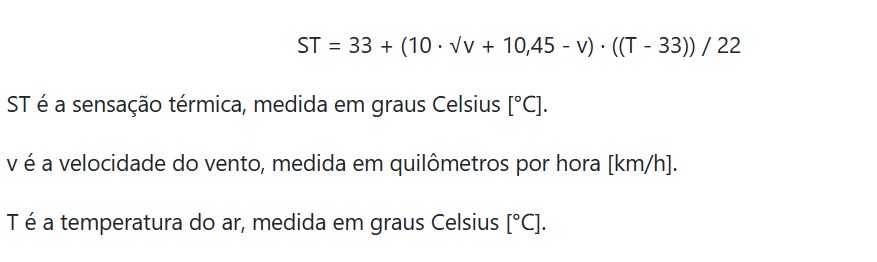 ST = 33 + (10 · √v + 10,45 - v) · ((T - 33)) / 22
ST é a sensação térmica, medida em graus Celsius [°C].
v é a velocidade do vento, medida em quilômetros por hora [km/h].
T é a temperatura do ar, medida em graus Celsius [°C].